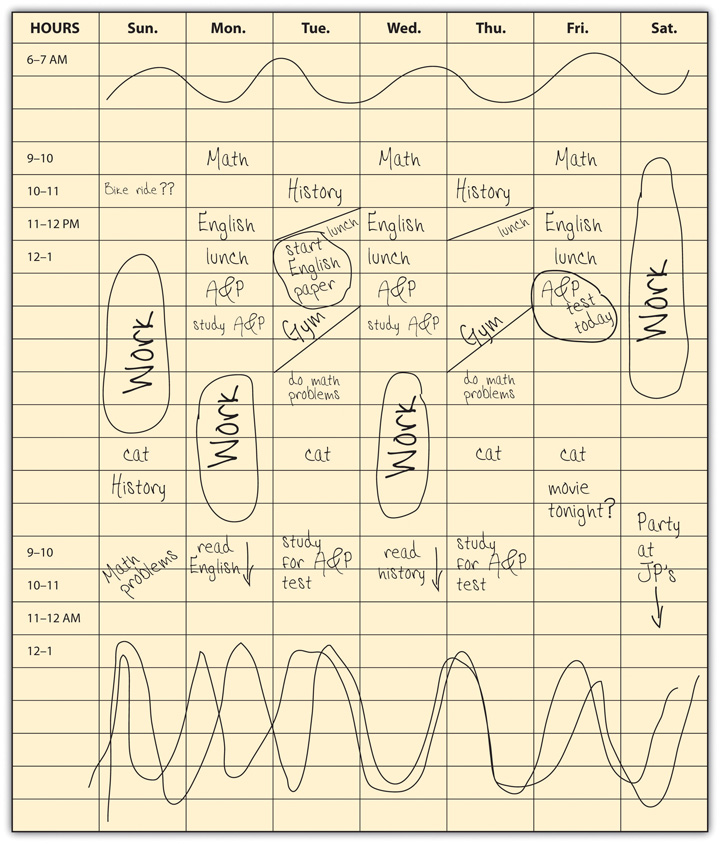 HOURS Sun. Mon. Tue. Wed. Thu. Fri. Sat.
6–7 AM
9–10 Math Math Math
10–11 Bike ride?? History History
11–12 PM English lunch English lunch English
12–1 lunch start lunch lunch
English
paper
A&P A&P A&P
test
today
study A&P Gym study A&P Gym
Work Work
do math do math
problems problems
Work Work
cat cat cat cat
History movie
tonight?
Party
9–10 Math read study read study at
problems English for A&P history for A&P JP's
10–11 test test
11–12 AM
12–1